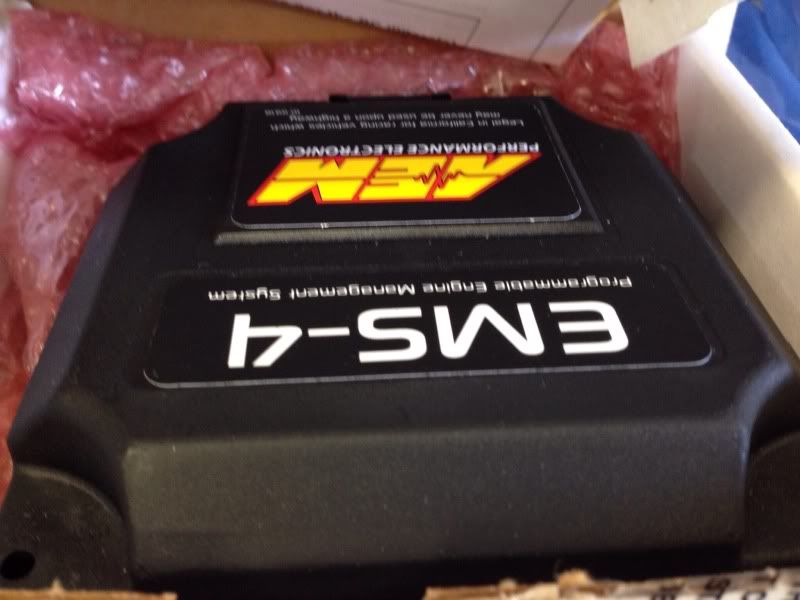 EMS-4
Programmable Engine Management System
AEM
PERFORMANCE ELECTRONICS
Legal in California for racing vehicles which
may never be used upon a highway